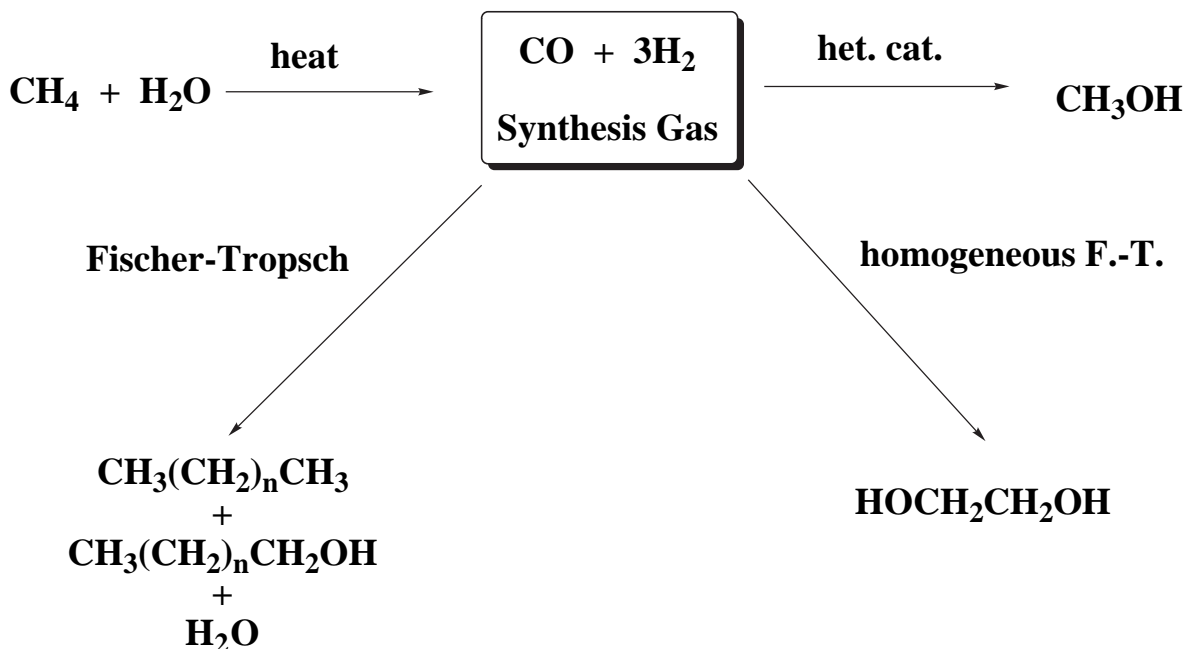 CH₄ + H₂O
heat
CO + 3H₂
Synthesis Gas
het. cat.
CH₃OH
Fischer-Tropsch
homogeneous F.-T.
CH₃(CH₂)ₙCH₃
+
CH₃(CH₂)ₙCH₂OH
+
H₂O
HOCH₂CH₂OH